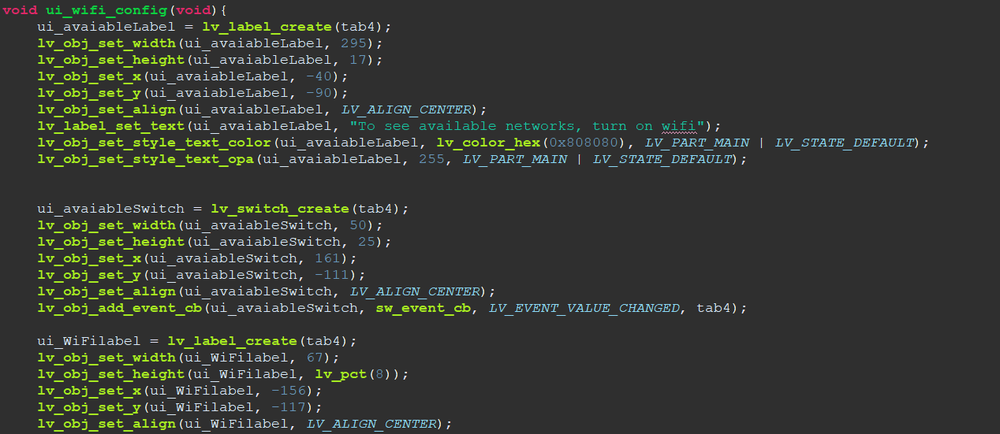 void ui_wifi_config(void){
ui_avaiableLabel = lv_label_create(tab4);
lv_obj_set_width(ui_avaiableLabel, 295);
lv_obj_set_height(ui_avaiableLabel, 17);
lv_obj_set_x(ui_avaiableLabel, -40);
lv_obj_set_y(ui_avaiableLabel, -90);
lv_obj_set_align(ui_avaiableLabel, LV_ALIGN_CENTER);
lv_label_set_text(ui_avaiableLabel, "To see available networks, turn on wifi");
lv_obj_set_style_text_color(ui_avaiableLabel, lv_color_hex(0x808080), LV_PART_MAIN | LV_STATE_DEFAULT);
lv_obj_set_style_text_opa(ui_avaiableLabel, 255, LV_PART_MAIN | LV_STATE_DEFAULT);
ui_avaiableSwitch = lv_switch_create(tab4);
lv_obj_set_width(ui_avaiableSwitch, 50);
lv_obj_set_height(ui_avaiableSwitch, 25);
lv_obj_set_x(ui_avaiableSwitch, 161);
lv_obj_set_y(ui_avaiableSwitch, -111);
lv_obj_set_align(ui_avaiableSwitch, LV_ALIGN_CENTER);
lv_obj_add_event_cb(ui_avaiableSwitch, sw_event_cb, LV_EVENT_VALUE_CHANGED, tab4);
ui_WiFilabel = lv_label_create(tab4);
lv_obj_set_width(ui_WiFilabel, 67);
lv_obj_set_height(ui_WiFilabel, lv_pct(8));
lv_obj_set_x(ui_WiFilabel, -156);
lv_obj_set_y(ui_WiFilabel, -117);
lv_obj_set_align(ui_WiFilabel, LV_ALIGN_CENTER);